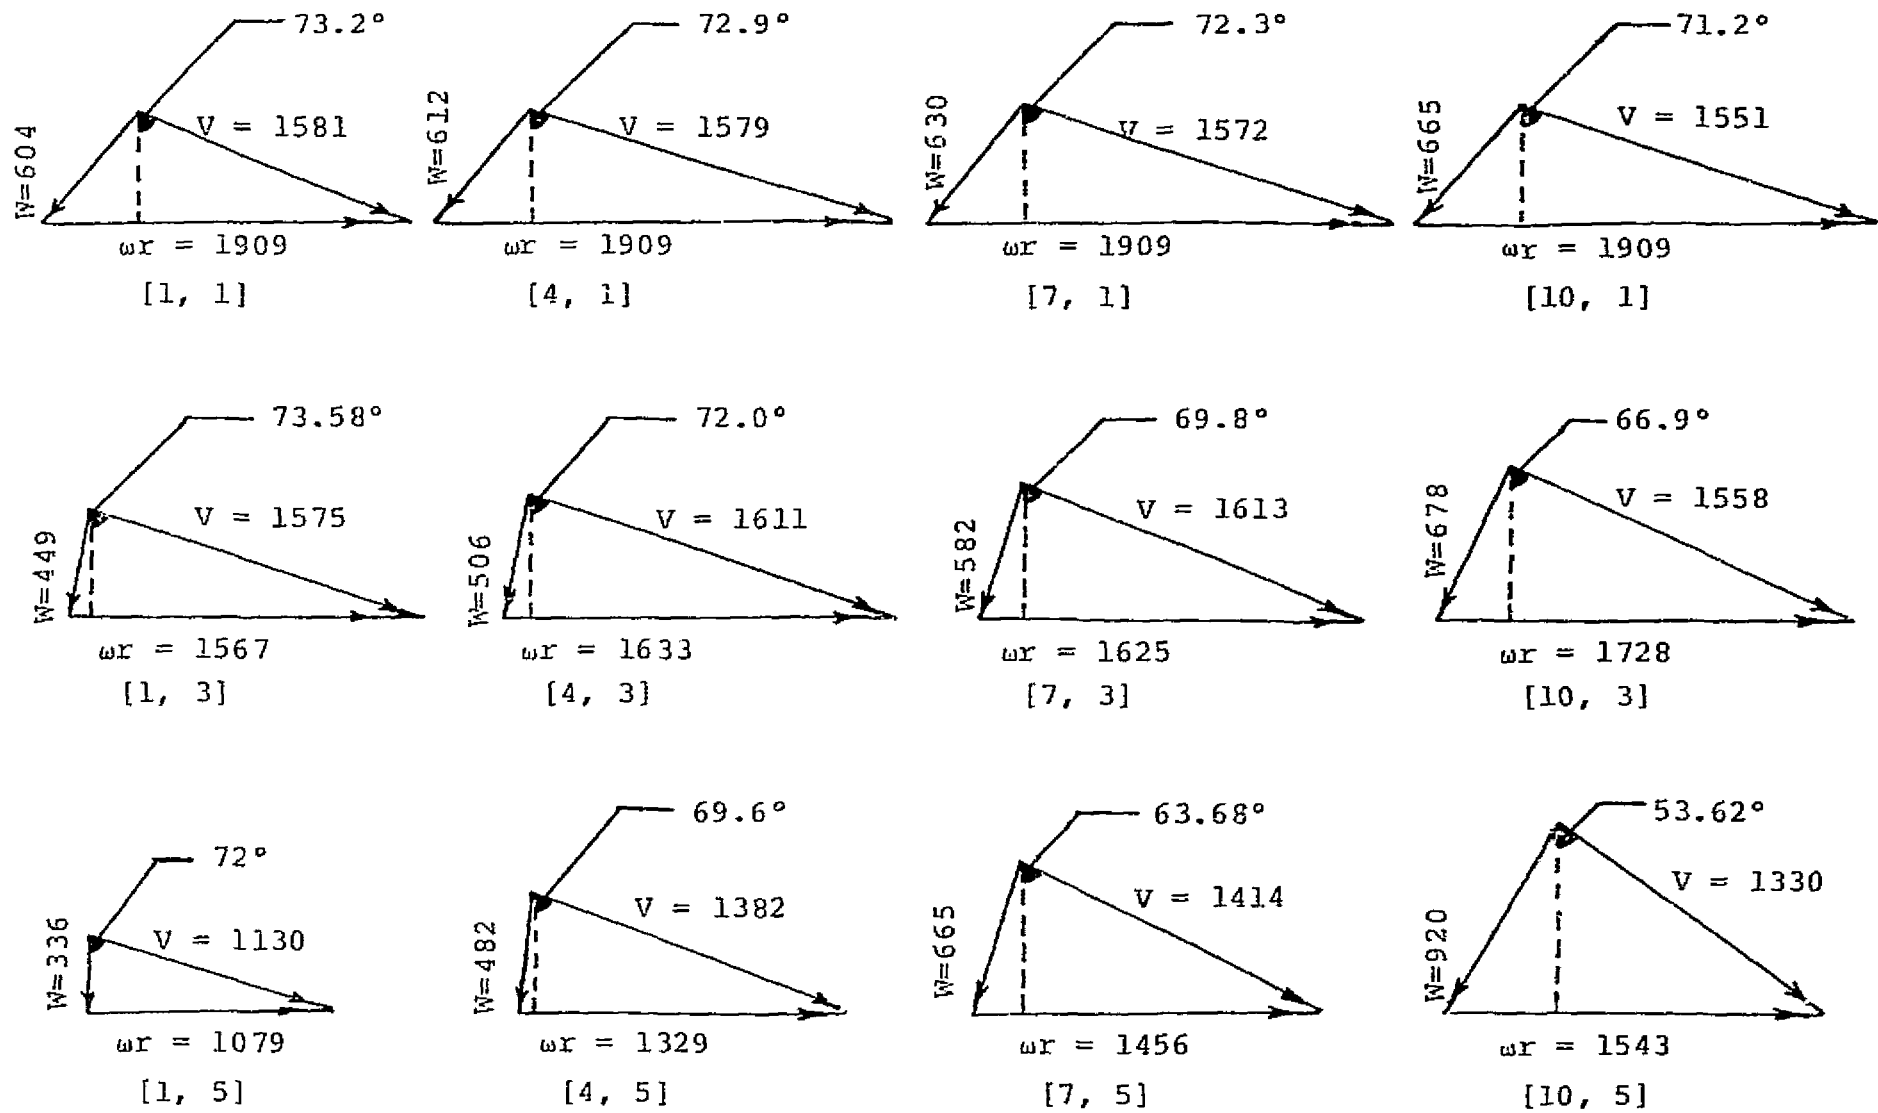 73.2°
W=604
V = 1581
ωr = 1909
[1, 1]
72.9°
W=612
V = 1579
ωr = 1909
[4, 1]
72.3°
W=630
V = 1572
ωr = 1909
[7, 1]
71.2°
W=665
V = 1551
ωr = 1909
[10, 1]
73.58°
W=449
V = 1575
ωr = 1567
[1, 3]
72.0°
W=506
V = 1611
ωr = 1633
[4, 3]
69.8°
W=582
V = 1613
ωr = 1625
[7, 3]
66.9°
W=678
V = 1558
ωr = 1728
[10, 3]
72°
W=336
V = 1130
ωr = 1079
[1, 5]
69.6°
W=482
V = 1382
ωr = 1329
[4, 5]
63.68°
W=665
V = 1414
ωr = 1456
[7, 5]
53.62°
W=920
V = 1330
ωr = 1543
[10, 5]